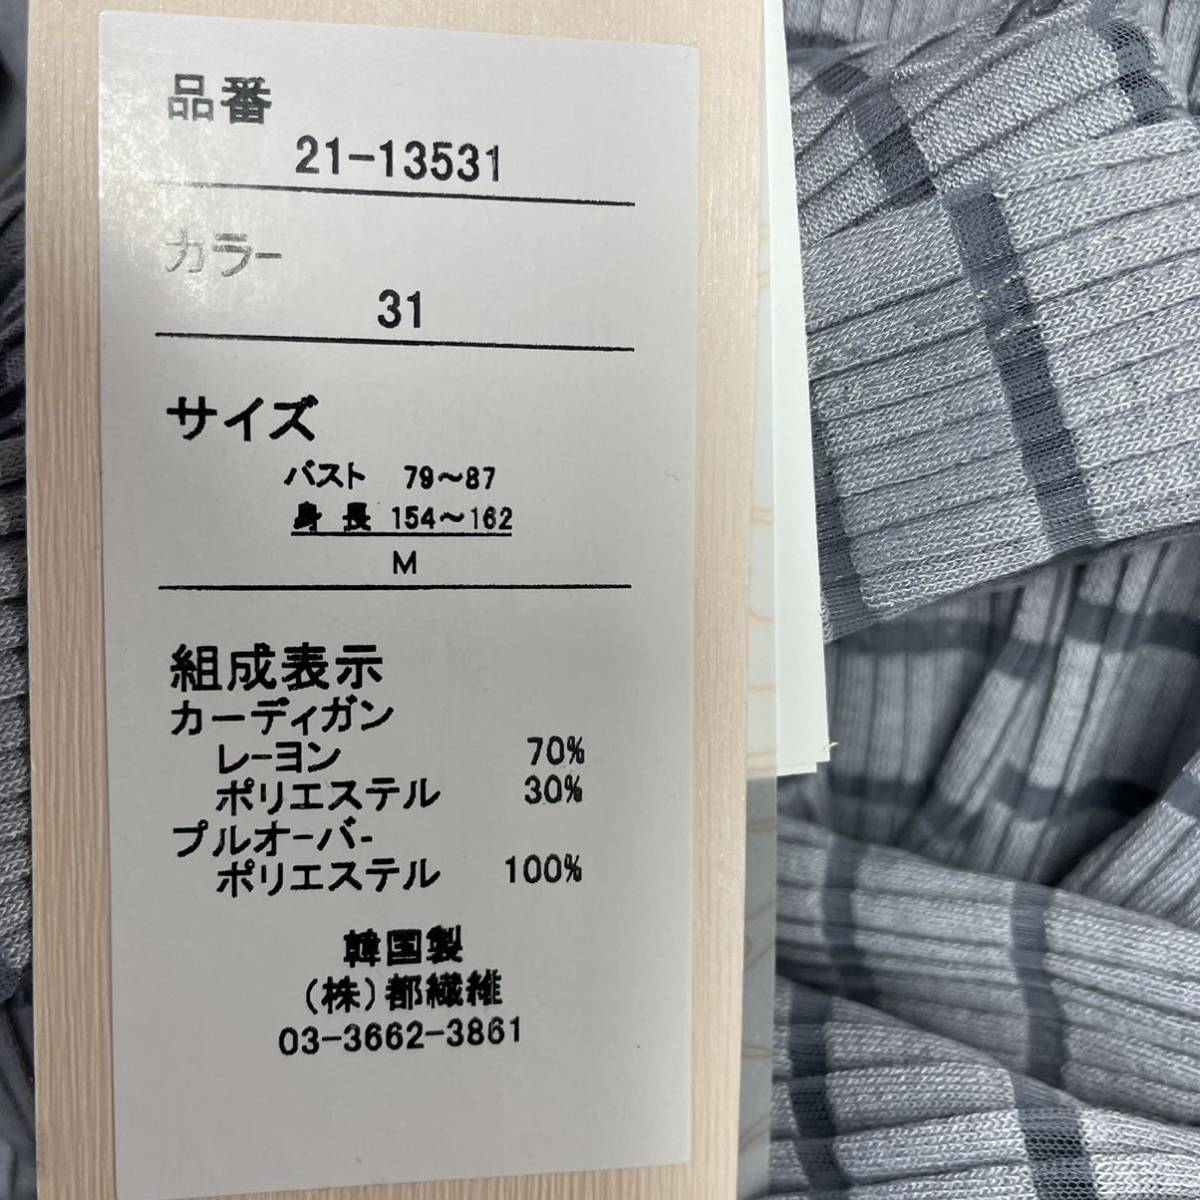 品番
21-13531
カラー
31
サイズ
バスト 79〜87
身長 154〜162
M
組成表示
カーディガン
レーヨン 70%
ポリエステル 30%
プルオーバー
ポリエステル 100%
韓国製
(株)都繊維
03-3662-3861